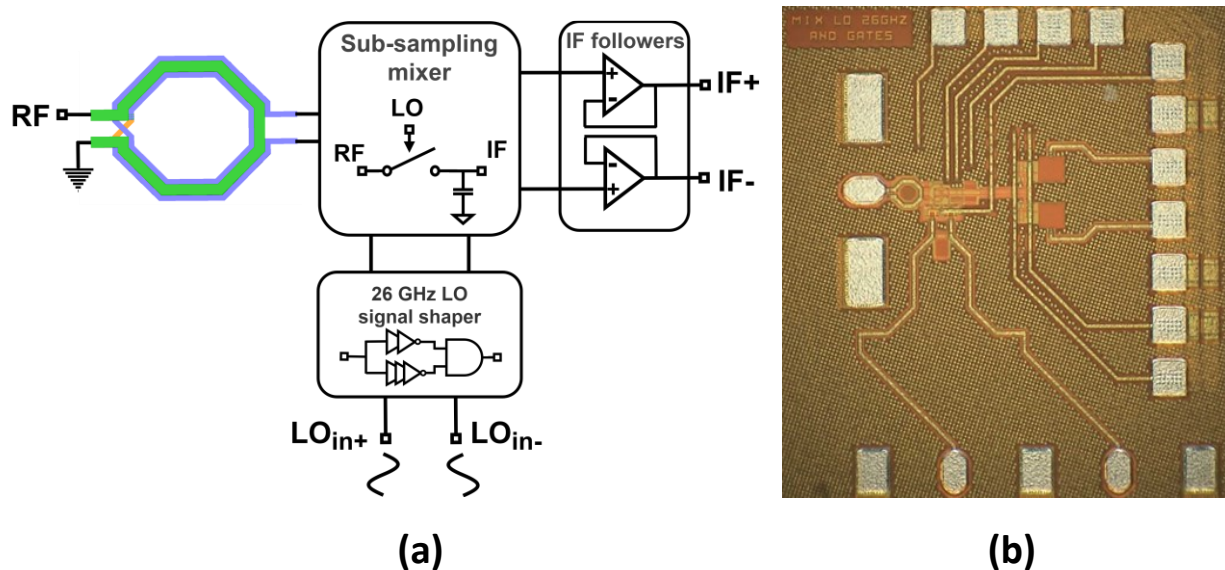 RF
Sub-sampling
mixer
LO
RF
IF
IF followers
+
-
-
+
IF+
IF-
26 GHz LO
signal shaper
LOin+
LOin-
(a)
MIX LO 26GHZ
AND GATES
(b)